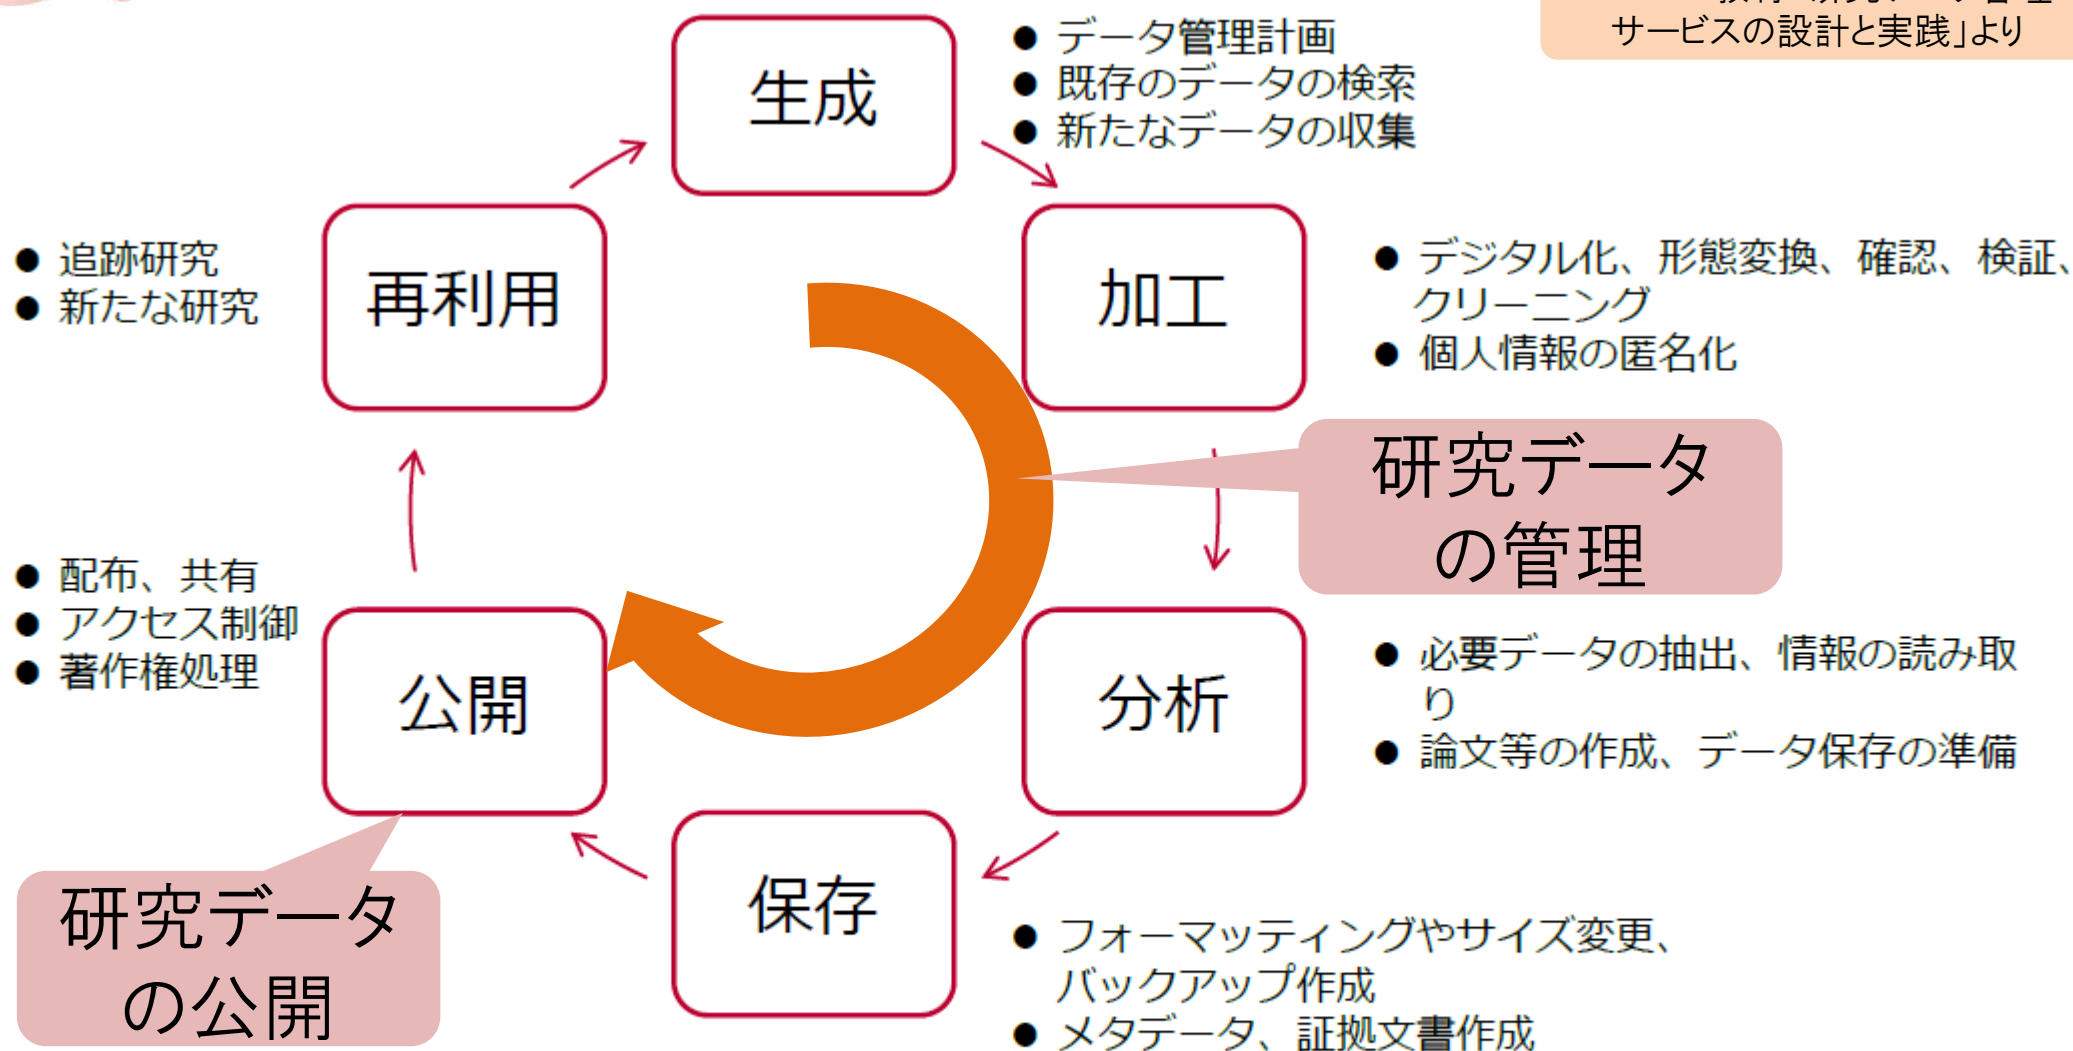 サービスの設計と実践」より
生成
● データ管理計画
● 既存のデータの検索
● 新たなデータの収集
加工
● デジタル化、形態変換、確認、検証、
クリーニング
● 個人情報の匿名化
研究データ
の管理
分析
● 必要データの抽出、情報の読み取
り
● 論文等の作成、データ保存の準備
保存
● フォーマッティングやサイズ変更、
バックアップ作成
● メタデータ、証拠文書作成
公開
● 配布、共有
● アクセス制御
● 著作権処理
研究データ
の公開
再利用
● 追跡研究
● 新たな研究